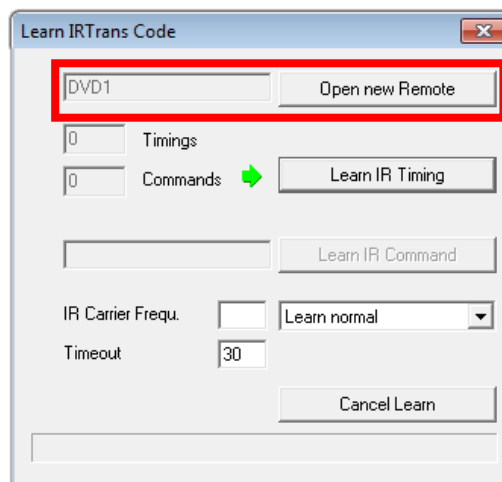 Learn IRTrans Code
DVD1 Open new Remote
0 Timings
0 Commands Learn IR Timing
Learn IR Command
IR Carrier Frequ. Learn normal
Timeout 30
Cancel Learn